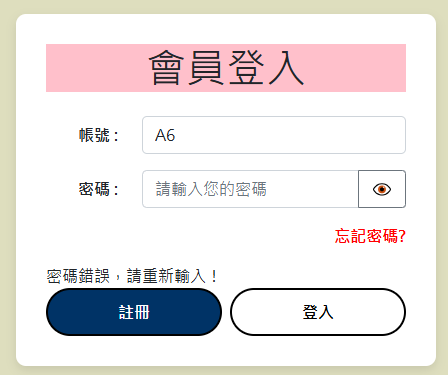 會員登入
帳號 : A6
密碼 : 請輸入您的密碼
忘記密碼?
密碼錯誤，請重新輸入！
註冊 登入